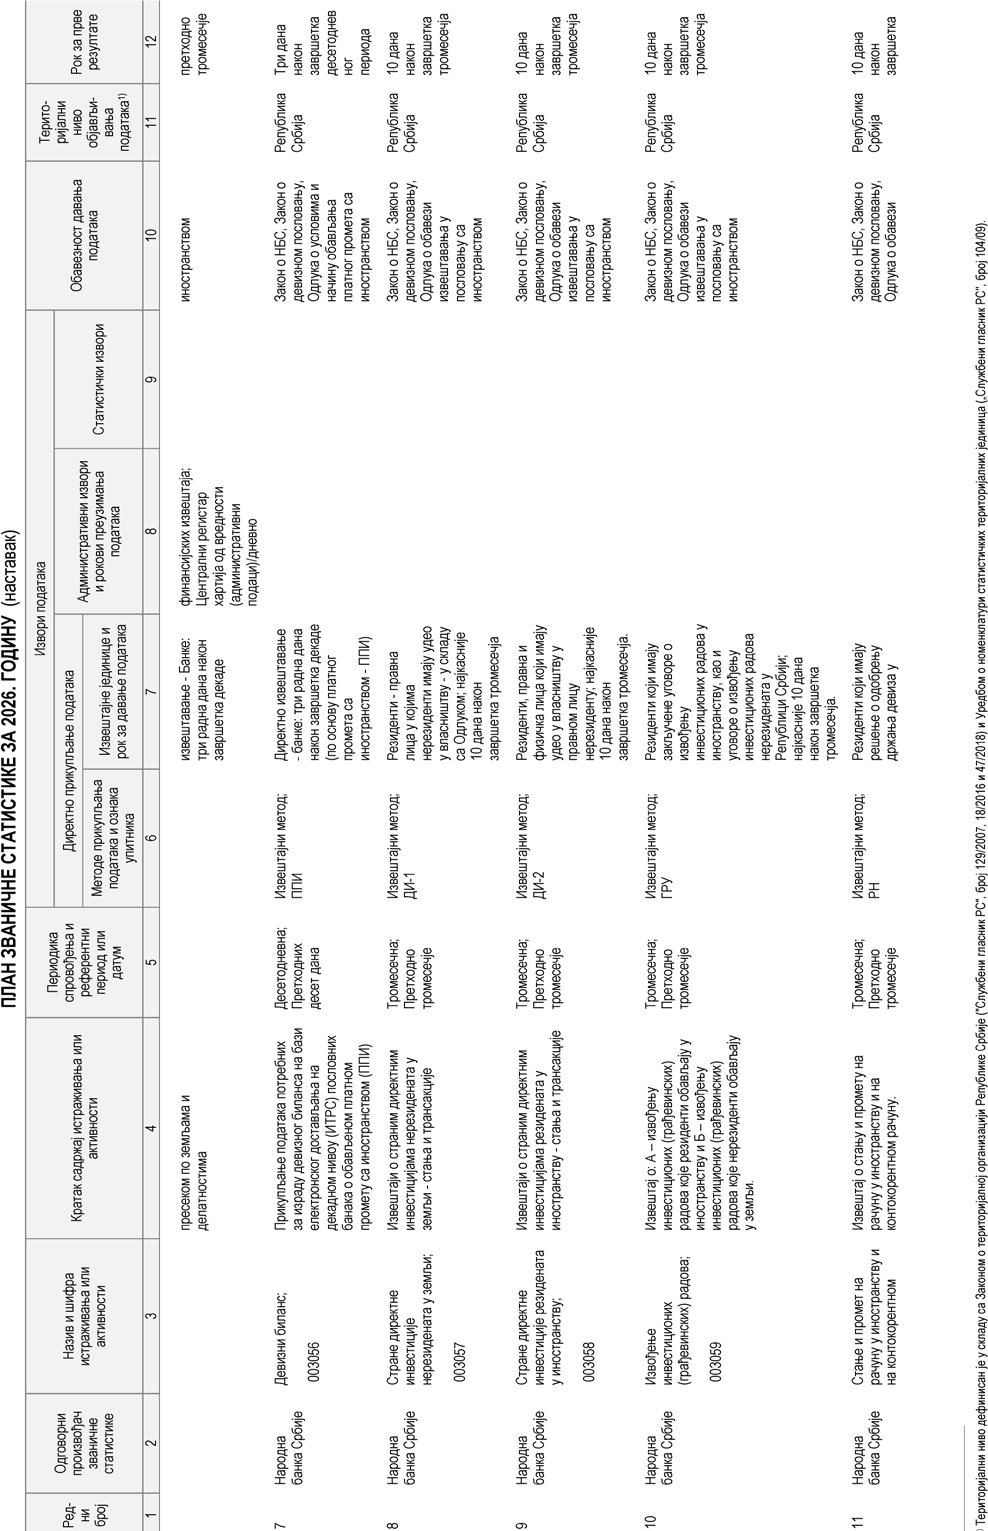 ПЛАН ЗВАНИЧНЕ СТАТИСТИКЕ ЗА 2026. ГОДИНУ (наставак)
Ред-
ни
број
Одговорни
произвођач
званичне
статистике
Назив и шифра
истраживања или
активности
Кратак садржај истраживања или
активности
Периодика
спровођења и
референтни
период или
датум
Извори података
Директно прикупљање података
Методе прикупљања
података и ознака
упитника
Извештајне јединице и
рок за давање података
Административни извори
и рокови преузимања
података
Статистички извори
Обавезност давања
података
Терито-
ријални
ниво
објављи-
вања
података1)
Рок за прве
резултате
1 2 3 4 5 6 7 8 9 10 11 12
пресеком по земљама и
делатностима
извештавање - Банке:
три радна дана након
завршетка декаде
финансијских извештаја;
Централни регистар
хартија од вредности
(административни
подаци)/дневно
иностранством
претходно
тромесечје
7
Народна
банка Србије
Девизни биланс;
003056
Прикупљање података потребних
за израду девизног биланса на бази
електронског достављања на
декадном нивоу (ИТРС) пословних
банака о обављеном платном
промету са иностранством (ППИ)
Десетодневна;
Претходних
десет дана
Извештајни метод;
ППИ
Директно извештавање
- банке: три радна дана
након завршетка декаде
(по основу платног
промета са
иностранством - ППИ)
Закон о НБС, Закон о
девизном пословању,
Одлука о условима и
начину обављања
платног промета са
иностранством
Република
Србија
Три дана
након
завршетка
десетоднев
ног
периода
8
Народна
банка Србије
Стране директне
инвестиције
нерезидената у земљи;
003057
Извештаји о страним директним
инвестицијама нерезидената у
земљи - стања и трансакције
Тромесечна;
Претходно
тромесечје
Извештајни метод;
ДИ-1
Резиденти - правна
лица у којима
нерезиденти имају удео
у власништву - у складу
са Одлуком; најкасније
10 дана након
завршетка тромесечја
Закон о НБС, Закон о
девизном пословању,
Одлука о обавези
извештавања у
пословању са
иностранством
Република
Србија
10 дана
након
завршетка
тромесечја
9
Народна
банка Србије
Стране директне
инвестиције резидената
у иностранству;
003058
Извештаји о страним директним
инвестицијама резидената у
иностранству - стања и трансакције
Тромесечна;
Претходно
тромесечје
Извештајни метод;
ДИ-2
Резиденти, правна и
физичка лица који имају
удео у власништву у
правном лицу
нерезиденту; најкасније
10 дана након
завршетка тромесечја.
Закон о НБС, Закон о
девизном пословању,
Одлука о обавези
извештавања у
пословању са
иностранством
Република
Србија
10 дана
након
завршетка
тромесечја
10
Народна
банка Србије
Извођење
инвестиционих
(грађевинских) радова;
003059
Извештај о: А – извођењу
инвестиционих (грађевинских)
радова које резиденти обављају у
иностранству и Б – извођењу
инвестиционих (грађевинских)
радова које нерезиденти обављају
у земљи.
Тромесечна;
Претходно
тромесечје
Извештајни метод;
ГРУ
Резиденти који имају
закључене уговоре о
извођењу
инвестиционих радова у
иностранству, као и
уговоре о извођењу
инвестиционих радова
нерезидената у
Републици Србији;
најкасније 10 дана
након завршетка
тромесечја.
Закон о НБС, Закон о
девизном пословању,
Одлука о обавези
извештавања у
пословању са
иностранством
Република
Србија
10 дана
након
завршетка
тромесечја
11
Народна
банка Србије
Стање и промет на
рачуну у иностранству и
на контокорентном
Извештај о стању и промету на
рачуну у иностранству и на
контокорентном рачуну.
Тромесечна;
Претходно
тромесечје
Извештајни метод;
РН
Резиденти који имају
решење о одобрењу
држања девиза у
Закон о НБС, Закон о
девизном пословању,
Одлука о обавези
Република
Србија
10 дана
након
завршетка
) Територијални ниво дефинисан је у складу са Законом о територијалној организацији Републике Србије ("Службени гласник РС", број 129/2007, 18/2016 и 47/2018) и Уредбом о номенклатури статистичких територијалних јединица („Службени гласник РС", број 104/09).